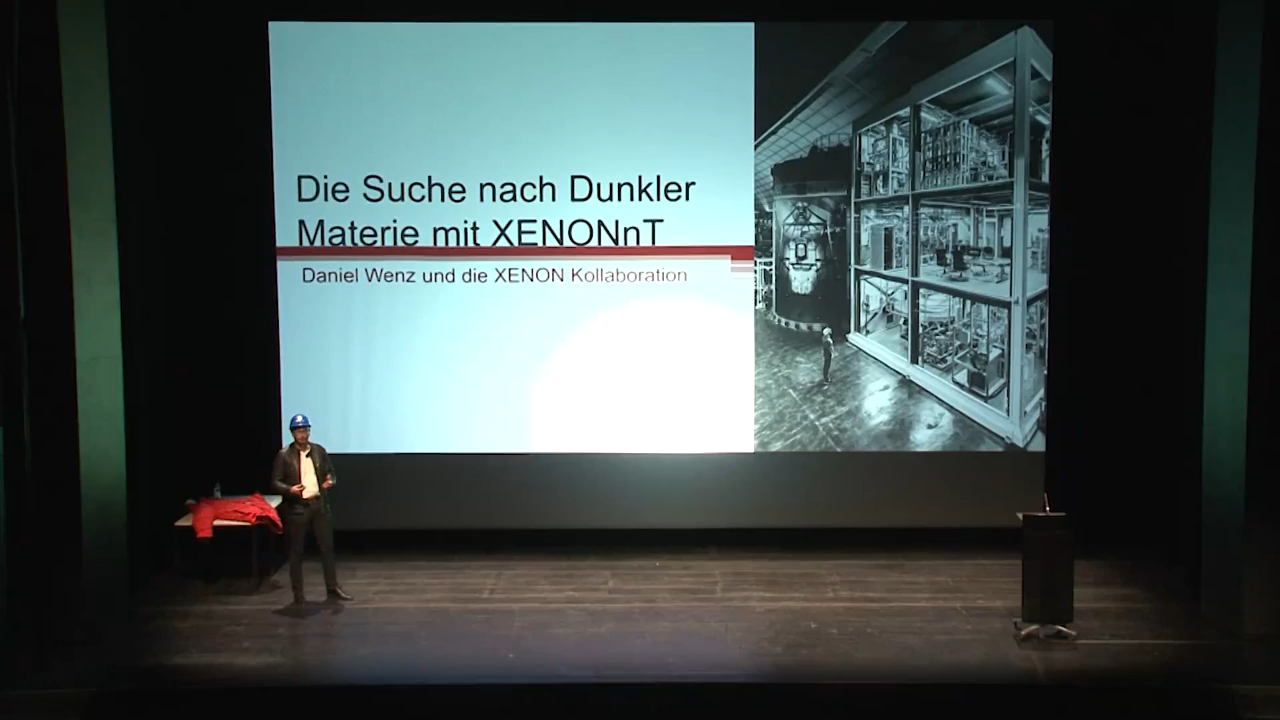 Die Suche nach Dunkler
Materie mit XENONnT
Daniel Wenz und die XENON Kollaboration